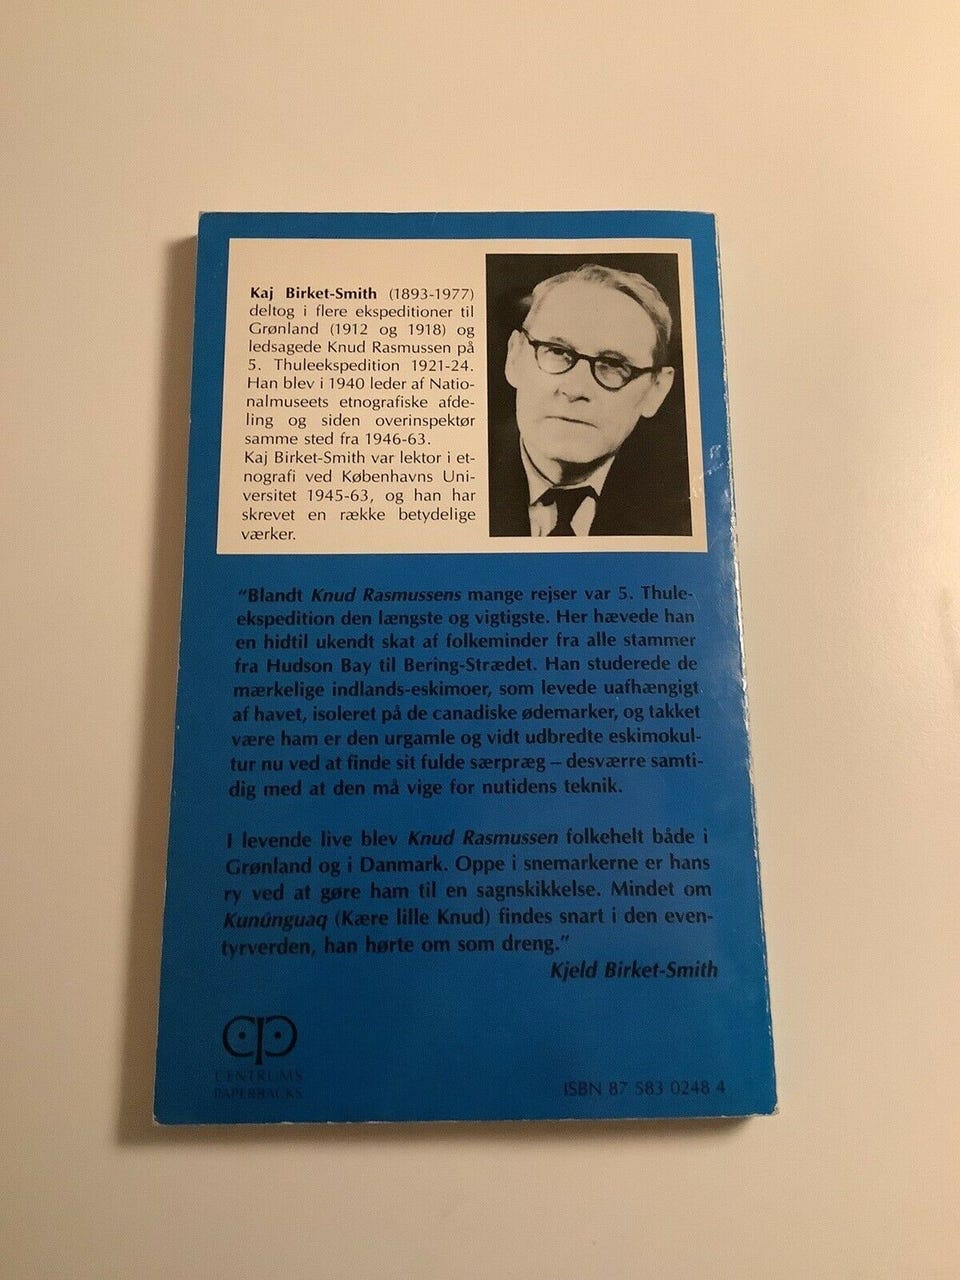 Kaj Birket-Smith (1893-1977)
deltog i flere ekspeditioner til
Grønland (1912 og 1918) og
ledsagede Knud Rasmussen på
5. Thuleekspedition 1921-24.
Han blev i 1940 leder af Natio-
nalmuseets etnografiske afde-
ling og siden overinspektør
samme sted fra 1946-63.
Kaj Birket-Smith var lektor i et-
nografi ved Københavns Uni-
versitet 1945-63, og han har
skrevet en række betydelige
værker.
"Blandt Knud Rasmussens mange rejser var 5. Thule-
ekspedition den længste og vigtigste. Her hævede han
en hidtil ukendt skat af folkeminder fra alle stammer
fra Hudson Bay til Bering-Strædet. Han studerede de
mærkelige indlands-eskimoer, som levede uafhængigt
af havet, isoleret på de canadiske ødemarker, og takket
være ham er den urgamle og vidt udbredte eskimokul-
tur nu ved at finde sit fulde særpræg – desværre samti-
dig med at den må vige for nutidens teknik.
I levende live blev Knud Rasmussen folkehelt både i
Grønland og i Danmark. Oppe i snemarkerne er hans
ry ved at gøre ham til en sagnskikkelse. Mindet om
Kunúnguaq (Kære lille Knud) findes snart i den even-
tyrverden, han hørte om som dreng."
Kjeld Birket-Smith
cp
CENTRUMS
PAPERBACKS
ISBN 87 583 0248 4